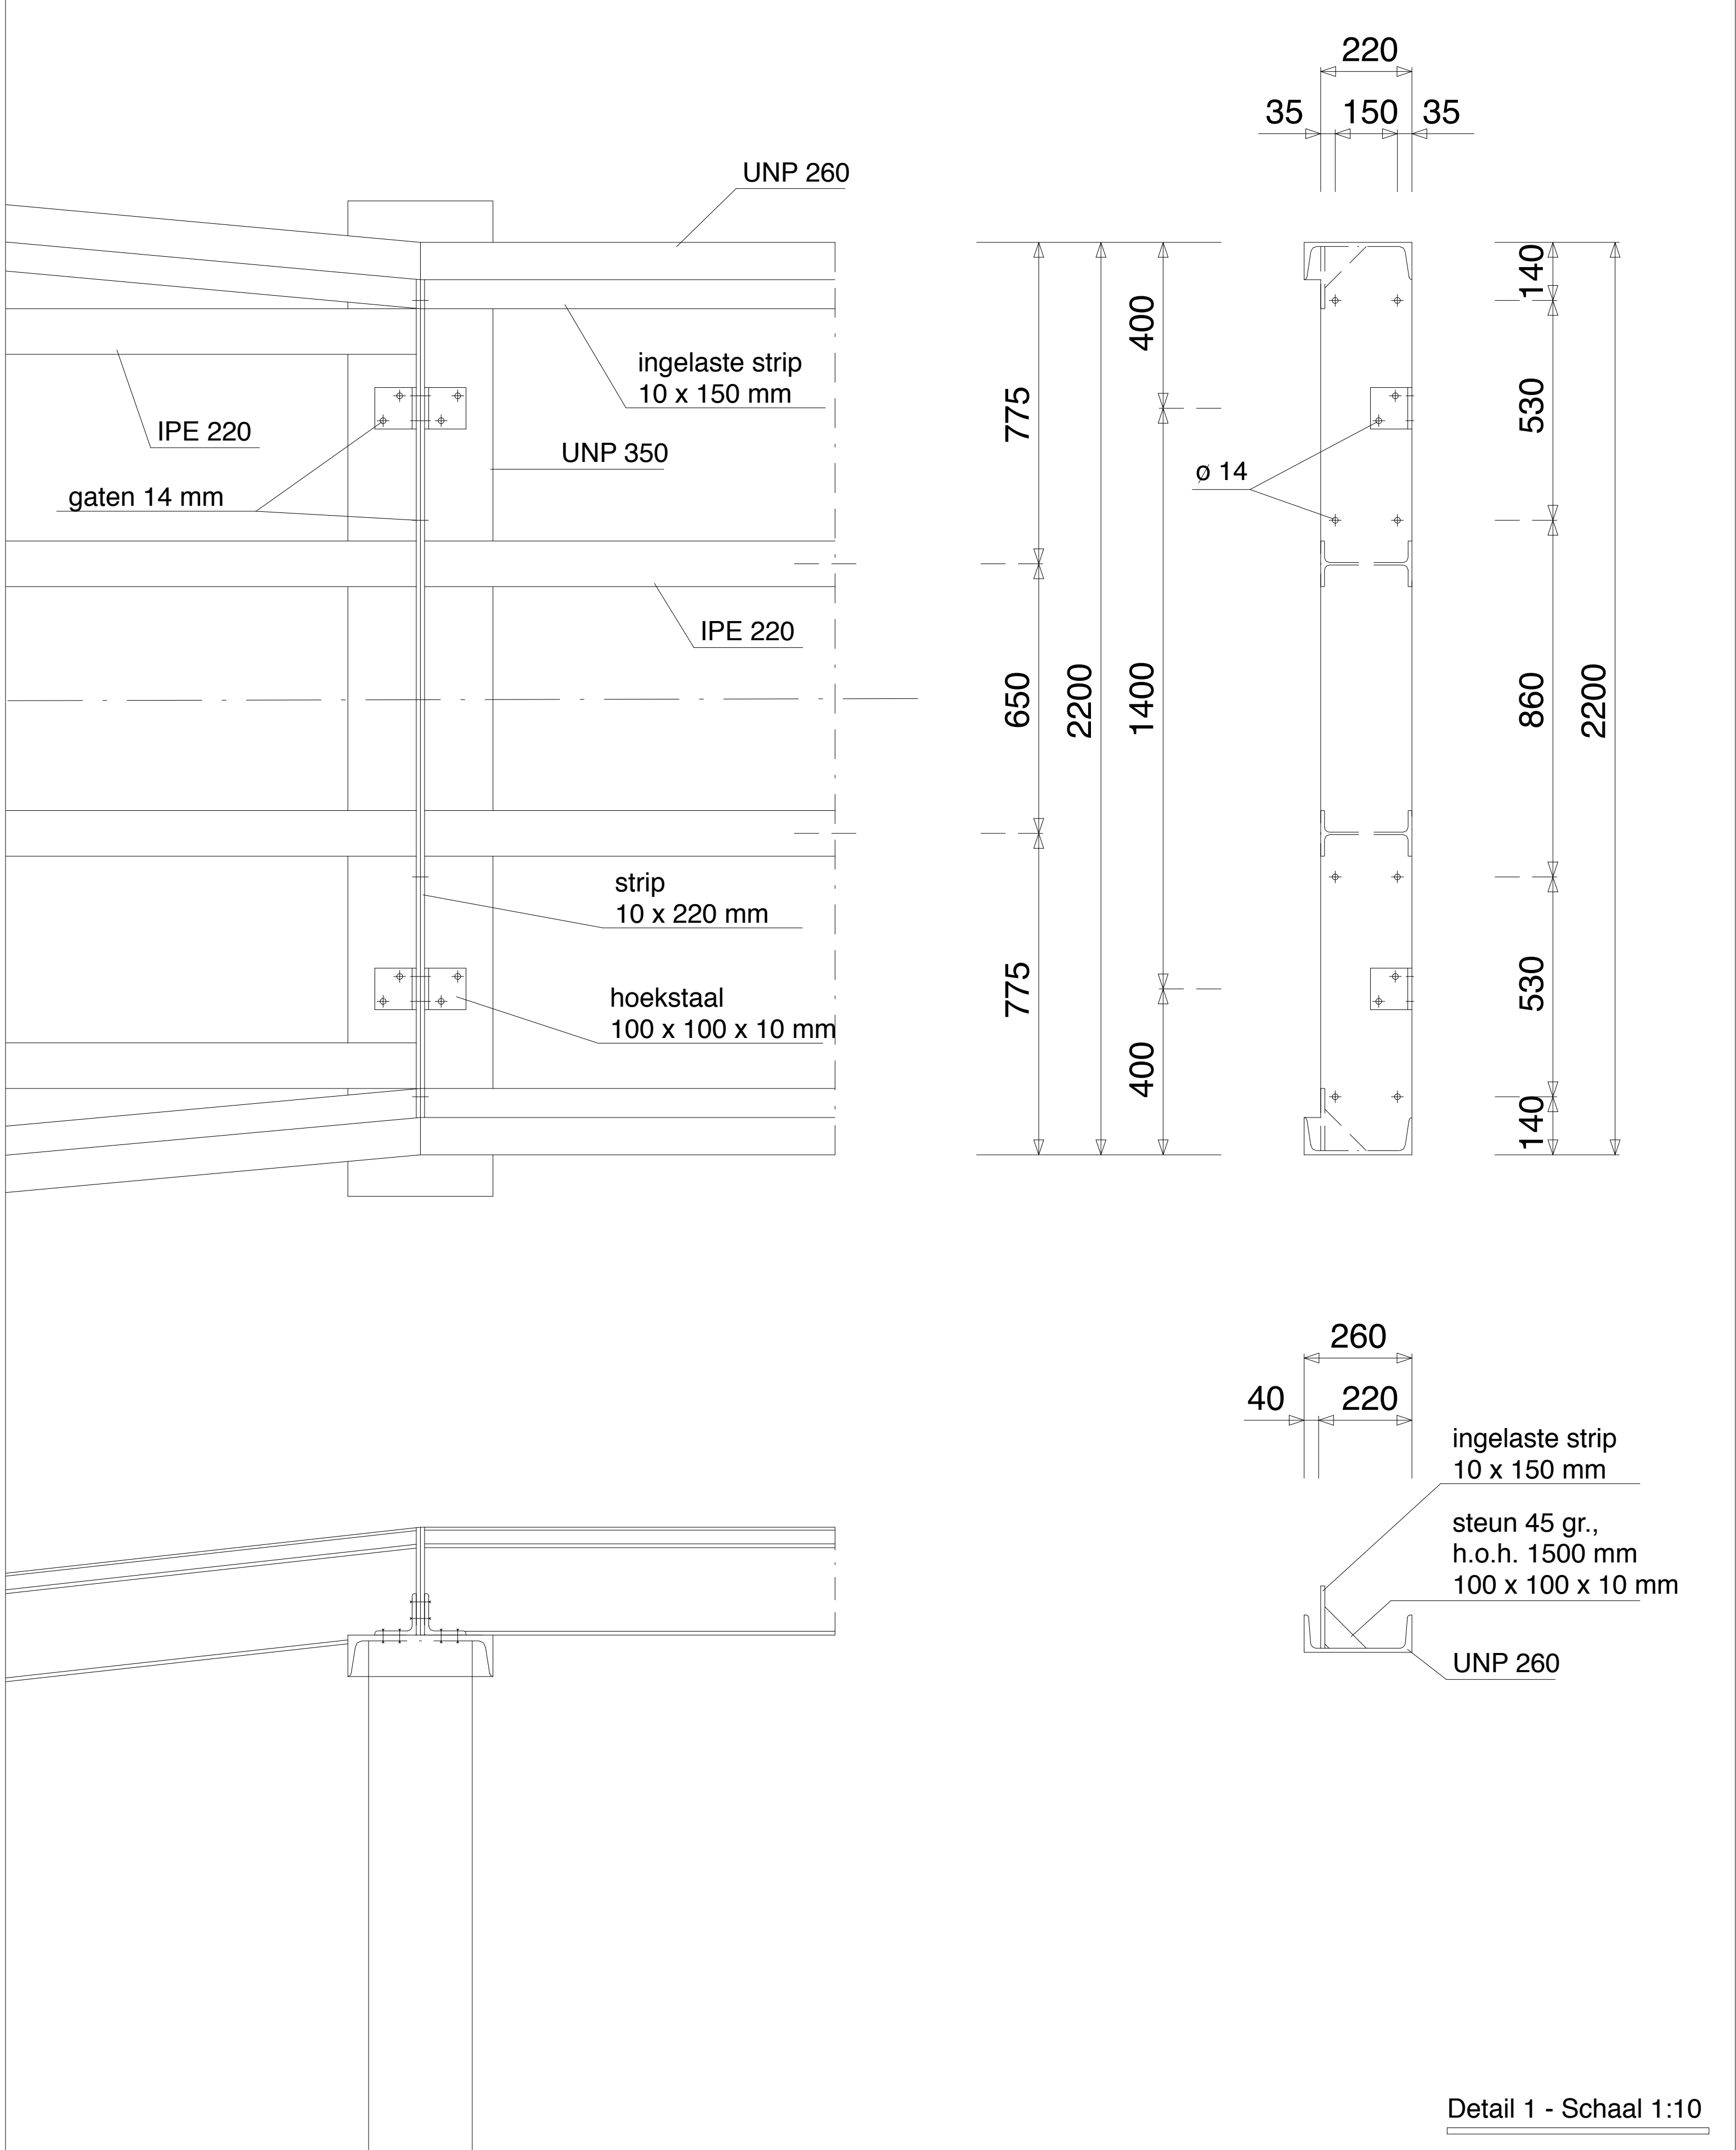 220
35 150 35
UNP 260
ingelaste strip
10 x 150 mm
IPE 220
UNP 350
gaten 14 mm
IPE 220
strip
10 x 220 mm
hoekstaal
100 x 100 x 10 mm
775
650
775
2200
400
1400
400
ø 14
140
530
860
530
140
2200
260
40 220
ingelaste strip
10 x 150 mm
steun 45 gr.,
h.o.h. 1500 mm
100 x 100 x 10 mm
UNP 260
Detail 1 - Schaal 1:10